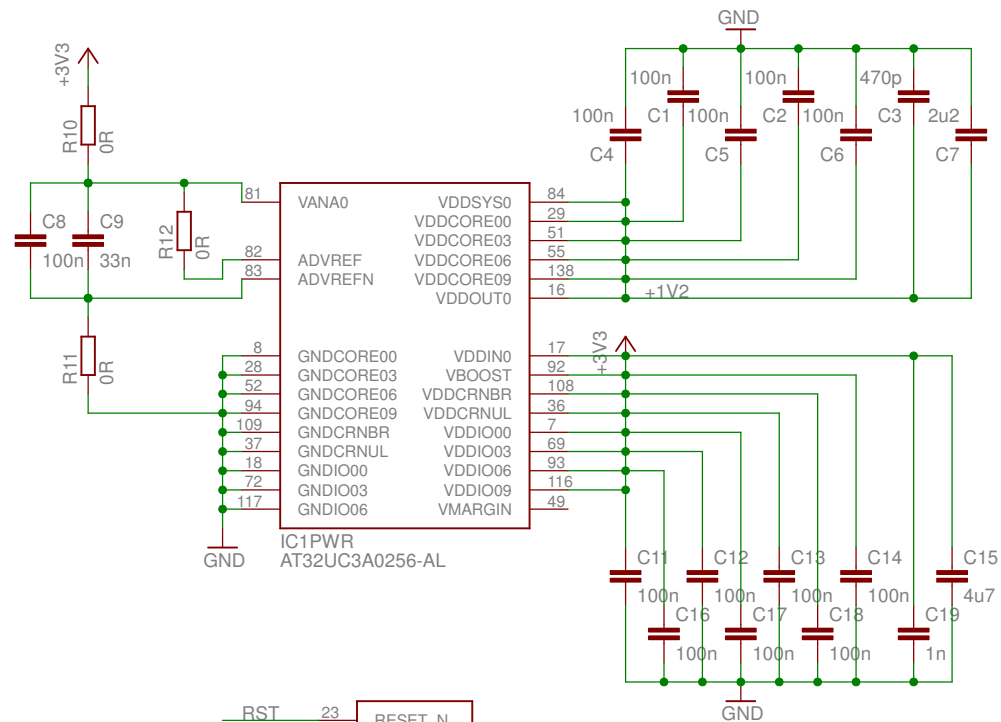 GND
+3V3
100n
100n
470p
100n
C1
100n
C2
100n
C3
2u2
C4
C5
C6
C7
R10
0R
81
VANA0
VDDSYS0
84
VDDCORE00
29
C8
C9
R12
0R
VDDCORE03
51
100n
33n
82
ADVREF
VDDCORE06
55
83
ADVREFN
VDDCORE09
138
VDDOUT0
16
+1V2
R11
0R
+3V3
8
GNDCORE00
VDDIN0
17
28
GNDCORE03
VBOOST
92
52
GNDCORE06
VDDCRNBR
108
94
GNDCORE09
VDDCRNUL
36
109
GNDCRNBR
VDDIO00
7
37
GNDCRNUL
VDDIO03
69
18
GNDIO00
VDDIO06
93
72
GNDIO03
VDDIO09
116
117
GNDIO06
VMARGIN
49
IC1PWR
GND
AT32UC3A0256-AL
C11
C12
C13
C14
C15
100n
100n
100n
100n
4u7
C16
C17
C18
C19
100n
100n
100n
1n
GND
RST
23
RESET_N